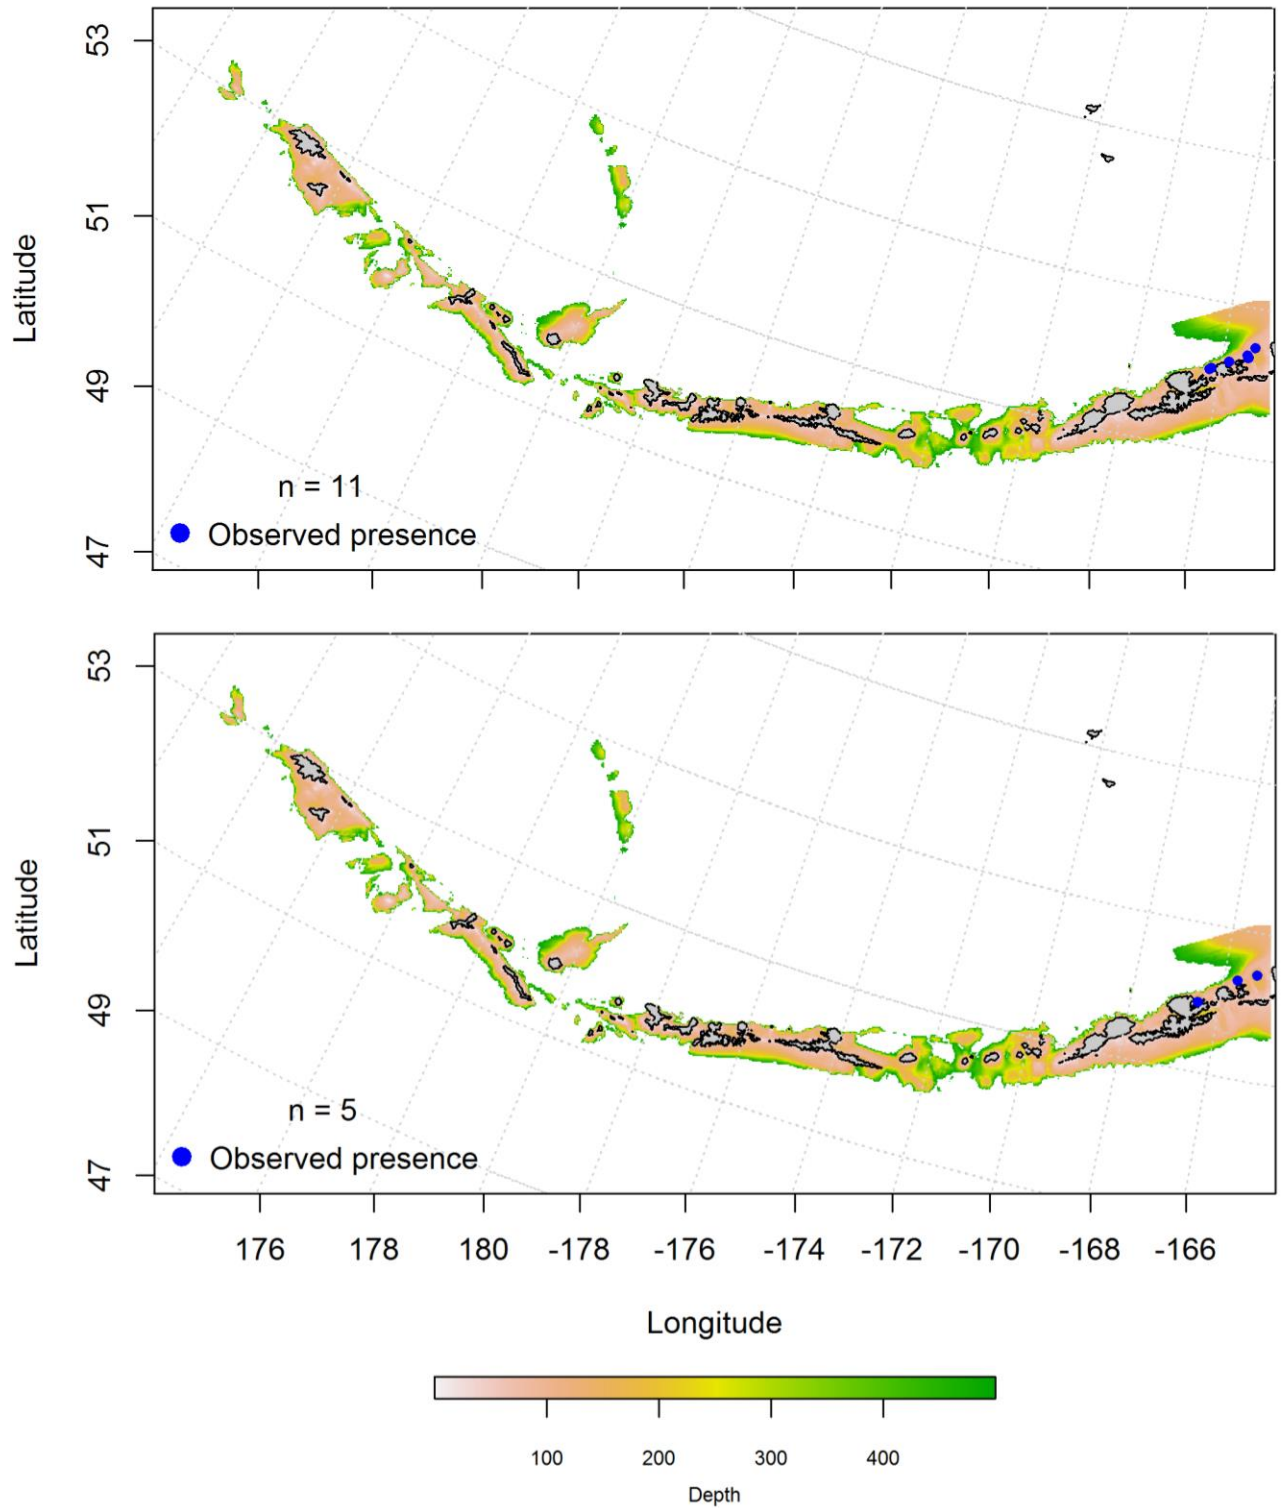 53
51
49
47
Latitude
n = 11
Observed presence
53
51
49
47
Latitude
n = 5
Observed presence
176 178 180 -178 -176 -174 -172 -170 -168 -166
Longitude
100 200 300 400
Depth